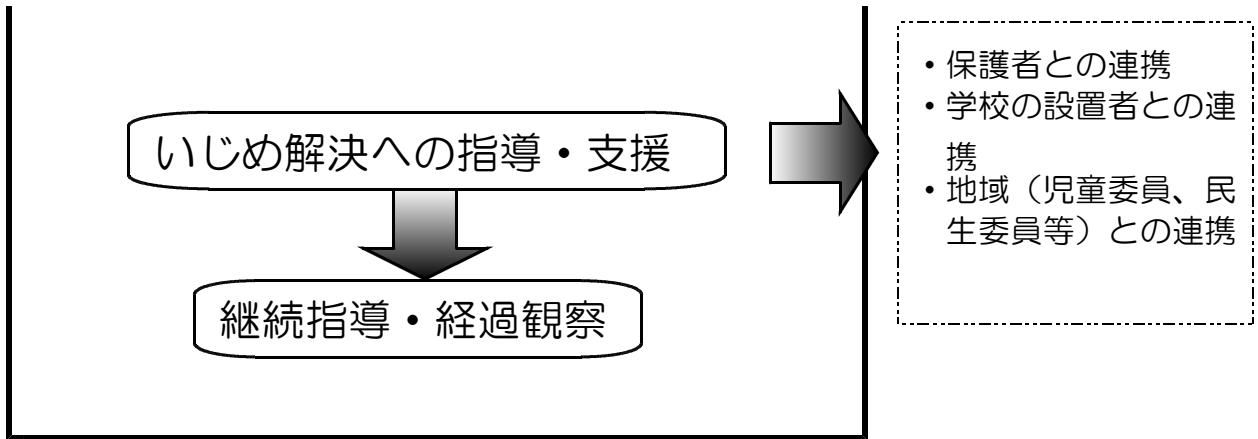 いじめ解決への指導・支援
継続指導・経過観察
・保護者との連携
・学校の設置者との連
携
・地域（児童委員、民
生委員等）との連携